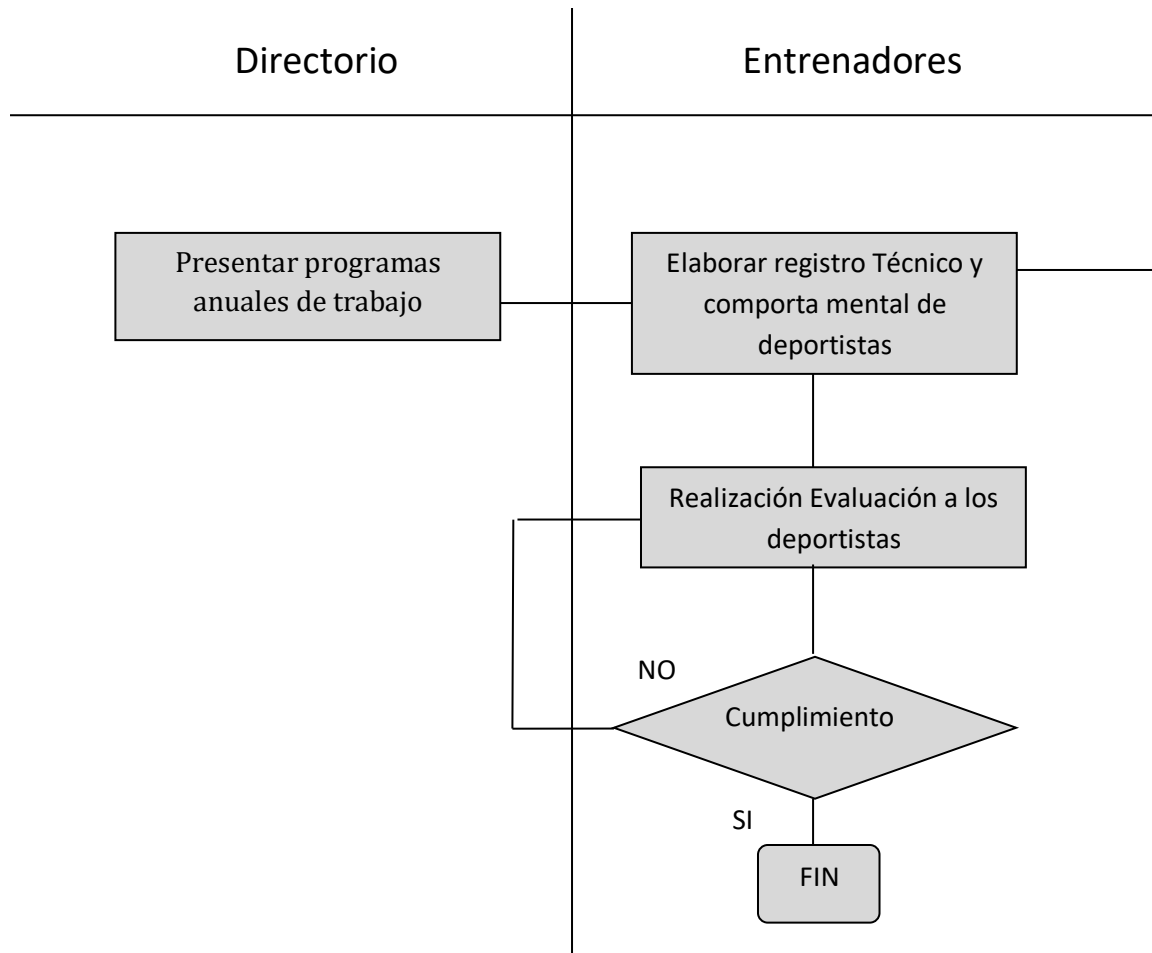 Directorio
Entrenadores
Presentar programas
anuales de trabajo
Elaborar registro Técnico y
comporta mental de
deportistas
Realización Evaluación a los
deportistas
NO
Cumplimiento
SI
FIN